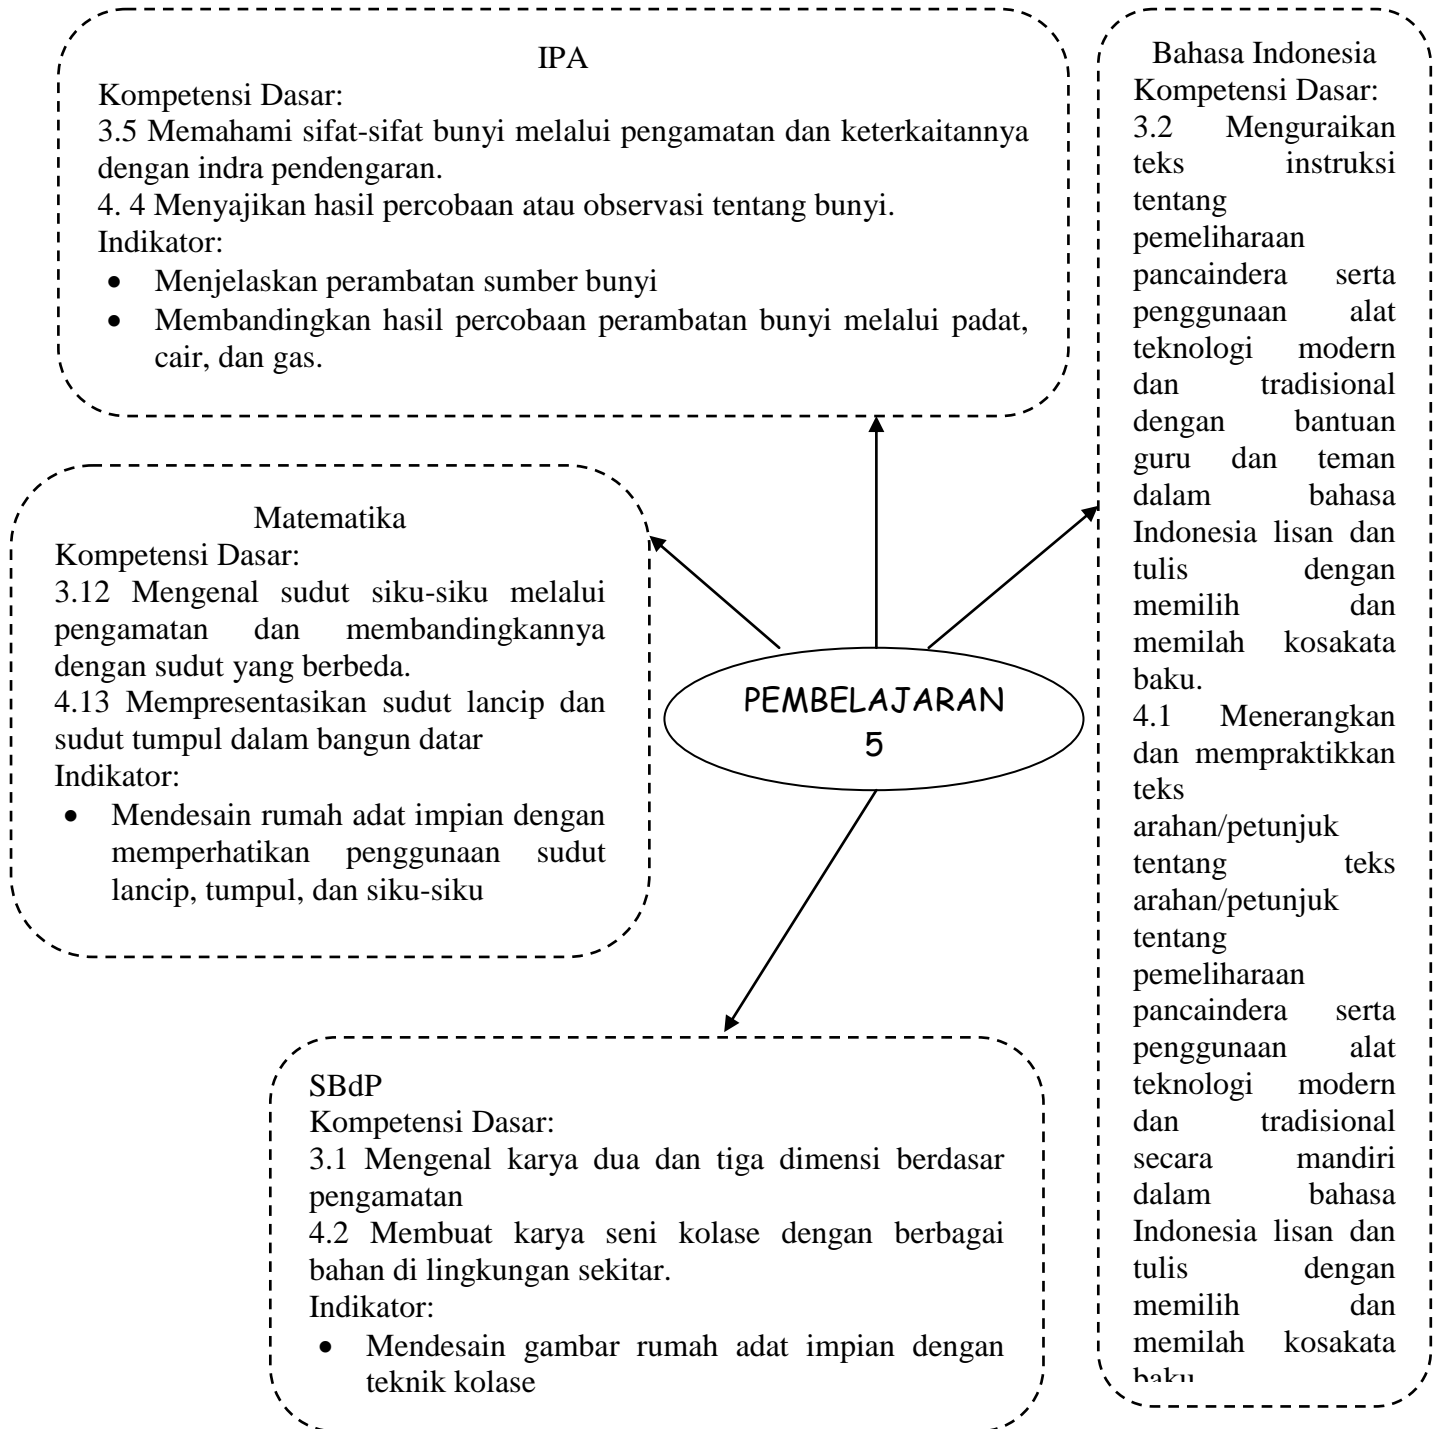 IPA
Kompetensi Dasar:
3.5 Memahami sifat-sifat bunyi melalui pengamatan dan keterkaitannya
dengan indra pendengaran.
4. 4 Menyajikan hasil percobaan atau observasi tentang bunyi.
Indikator:
• Menjelaskan perambatan sumber bunyi
• Membandingkan hasil percobaan perambatan bunyi melalui padat,
cair, dan gas.
Bahasa Indonesia
Kompetensi Dasar:
3.2 Menguraikan
teks instruksi
tentang
pemeliharaan
pancaindera serta
penggunaan alat
teknologi modern
dan tradisional
dengan bantuan
guru dan teman
dalam bahasa
Indonesia lisan dan
tulis dengan
memilih dan
memilah kosakata
baku.
4.1 Menerangkan
dan mempraktikkan
teks
arahan/petunjuk
tentang teks
arahan/petunjuk
tentang
pemeliharaan
pancaindera serta
penggunaan alat
teknologi modern
dan tradisional
secara mandiri
dalam bahasa
Indonesia lisan dan
tulis dengan
memilih dan
memilah kosakata
baku
Matematika
Kompetensi Dasar:
3.12 Mengenal sudut siku-siku melalui
pengamatan dan membandingkannya
dengan sudut yang berbeda.
4.13 Mempresentasikan sudut lancip dan
sudut tumpul dalam bangun datar
Indikator:
• Mendesain rumah adat impian dengan
memperhatikan penggunaan sudut
lancip, tumpul, dan siku-siku
PEMBELAJARAN
5
SBdP
Kompetensi Dasar:
3.1 Mengenal karya dua dan tiga dimensi berdasar
pengamatan
4.2 Membuat karya seni kolase dengan berbagai
bahan di lingkungan sekitar.
Indikator:
• Mendesain gambar rumah adat impian dengan
teknik kolase